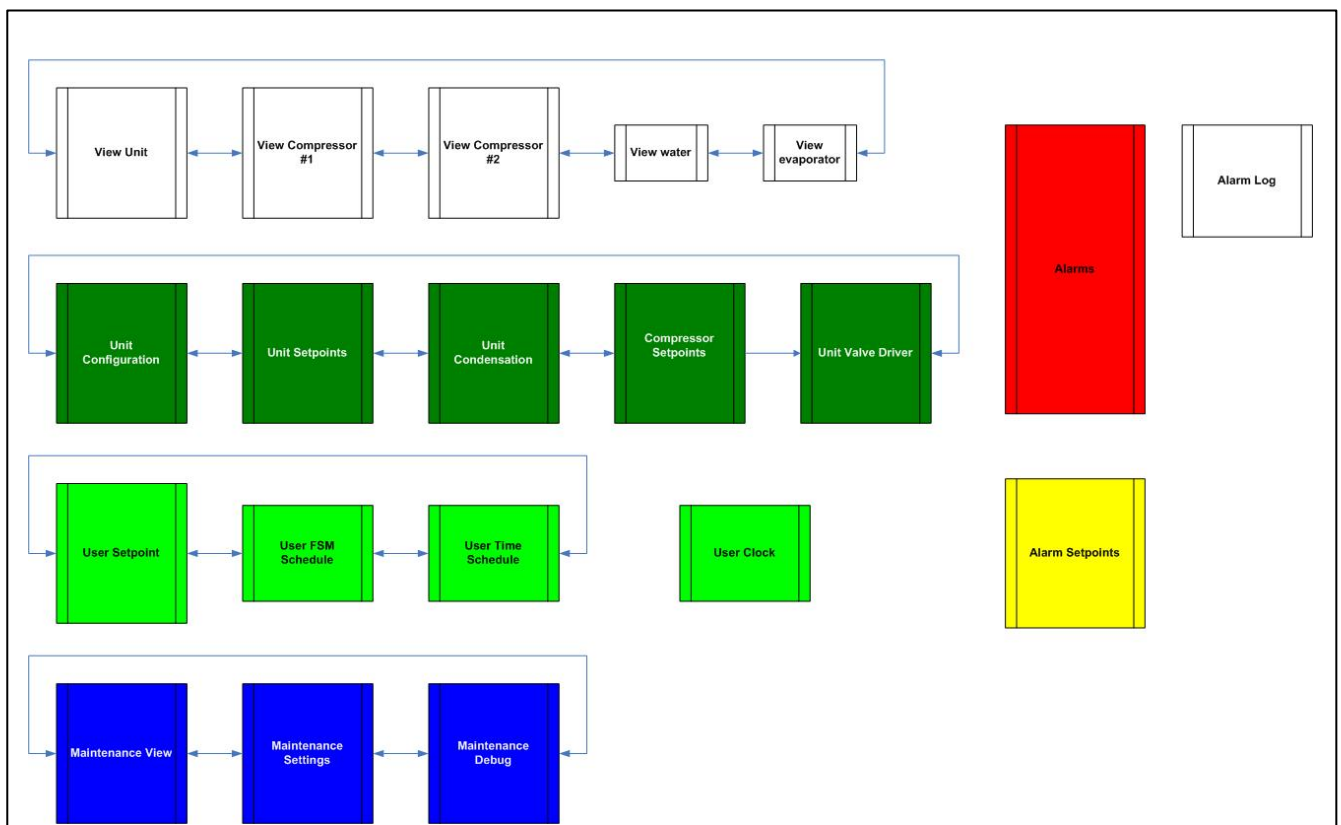 View Unit
View Compressor
#1
View Compressor
#2
View water
View
evaporator
Alarm Log
Alarms
Unit
Configuration
Unit Setpoints
Unit
Condensation
Compressor
Setpoints
Unit Valve Driver
User Setpoint
User FSM
Schedule
User Time
Schedule
User Clock
Alarm Setpoints
Maintenance View
Maintenance
Settings
Maintenance
Debug